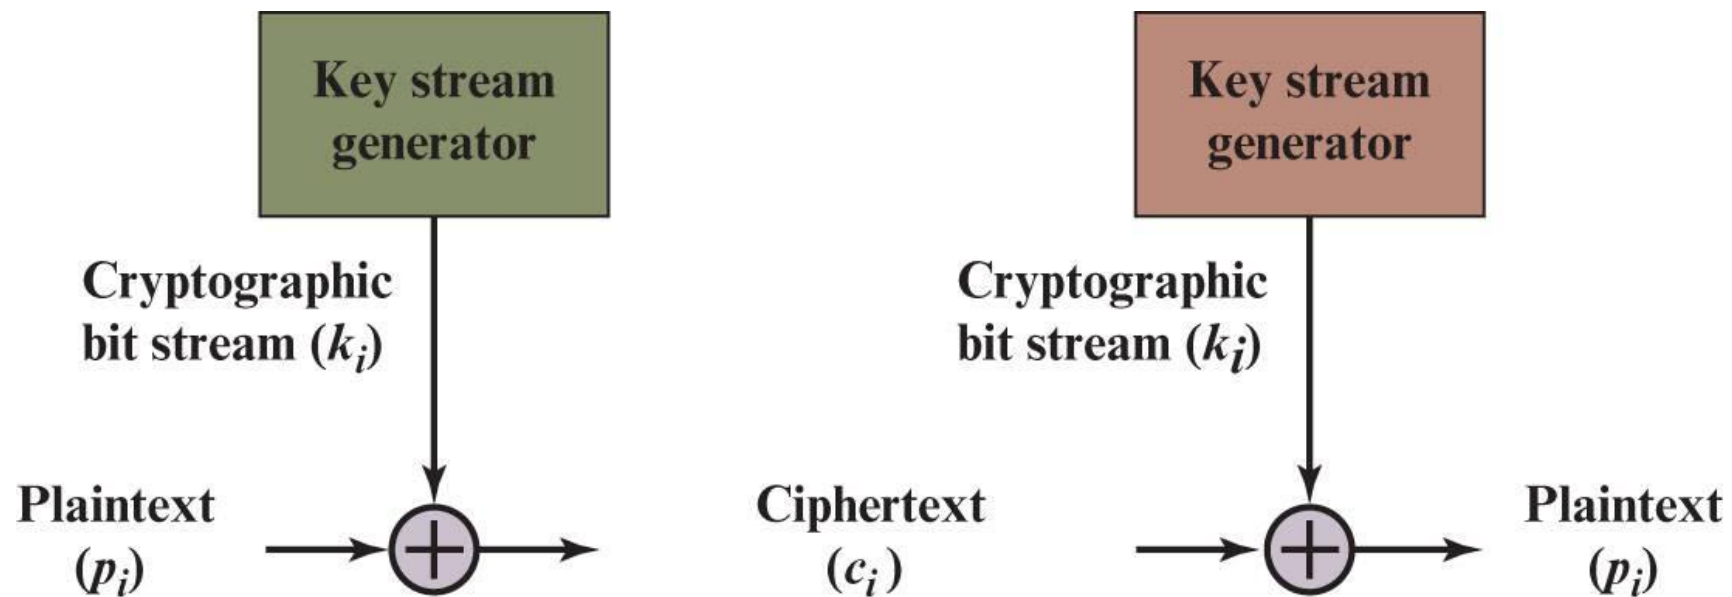 Key stream
generator
Key stream
generator
Cryptographic
bit stream (kᵢ)
Cryptographic
bit stream (kᵢ)
Plaintext
(pᵢ)
Ciphertext
(cᵢ)
Plaintext
(pᵢ)